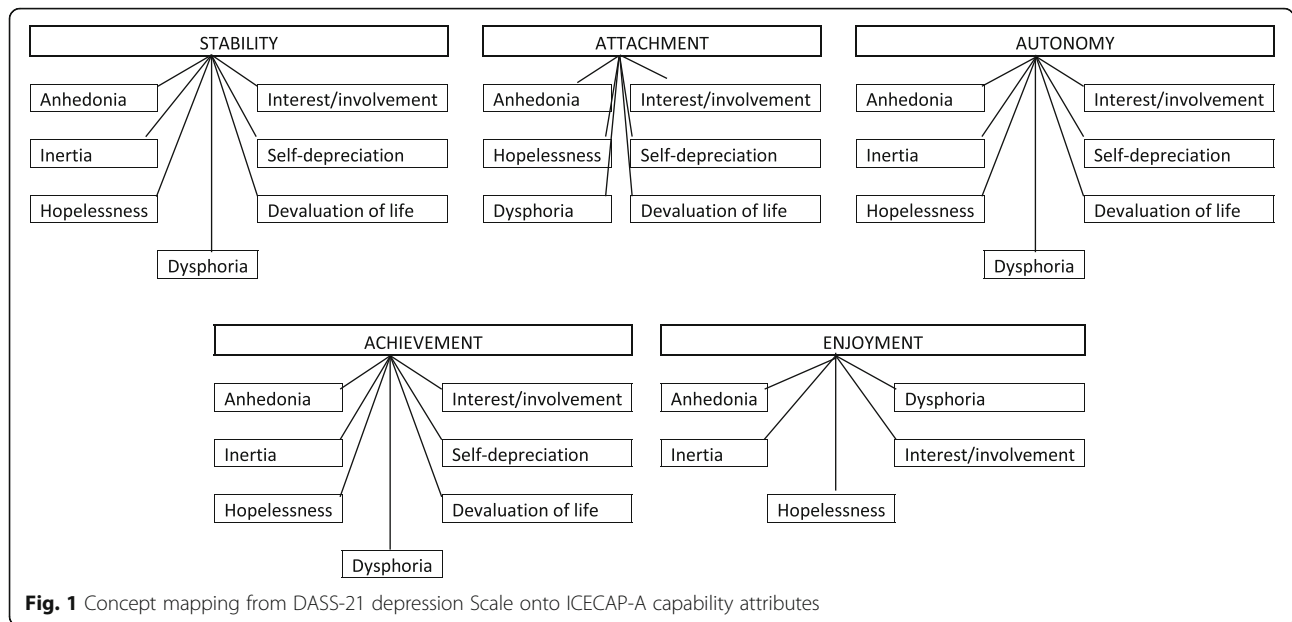 STABILITY
Anhedonia
Interest/involvement
Inertia
Self-depreciation
Hopelessness
Devaluation of life
Dysphoria
ATTACHMENT
Anhedonia
Interest/involvement
Hopelessness
Self-depreciation
Dysphoria
Devaluation of life
AUTONOMY
Anhedonia
Interest/involvement
Inertia
Self-depreciation
Hopelessness
Devaluation of life
Dysphoria
ACHIEVEMENT
Anhedonia
Interest/involvement
Inertia
Self-depreciation
Hopelessness
Devaluation of life
Dysphoria
ENJOYMENT
Anhedonia
Dysphoria
Inertia
Interest/involvement
Hopelessness
Fig. 1 Concept mapping from DASS-21 depression Scale onto ICECAP-A capability attributes